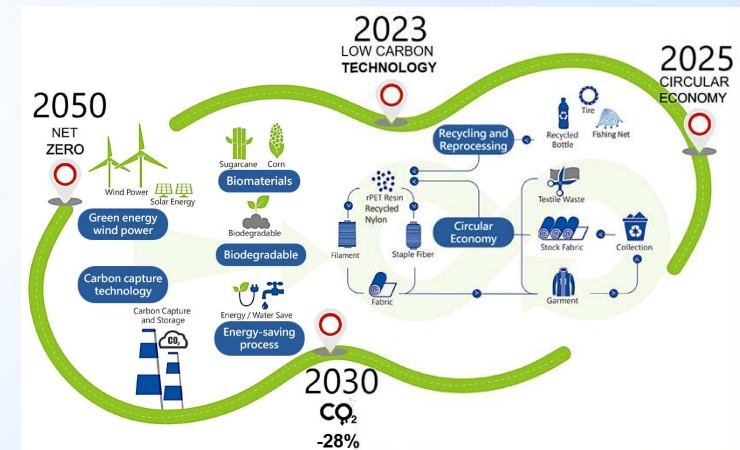 2023
LOW CARBON
TECHNOLOGY
2025
CIRCULAR
ECONOMY
2050
NET
ZERO
Wind Power
Solar Energy
Green energy
wind power
Carbon capture
technology
Carbon Capture
and Storage
CO₂
Sugarcane
Corn
Biomaterials
Biodegradable
Biodegradable
Energy / Water Save
Energy-saving
process
Recycling and
Reprocessing
Recycled
Bottle
Tire
Fishing Net
rPET Resin
Recycled
Nylon
Filament
Staple Fiber
Fabric
Circular
Economy
Textile Waste
Stock Fabric
Collection
Garment
2030
CO₂
-28%